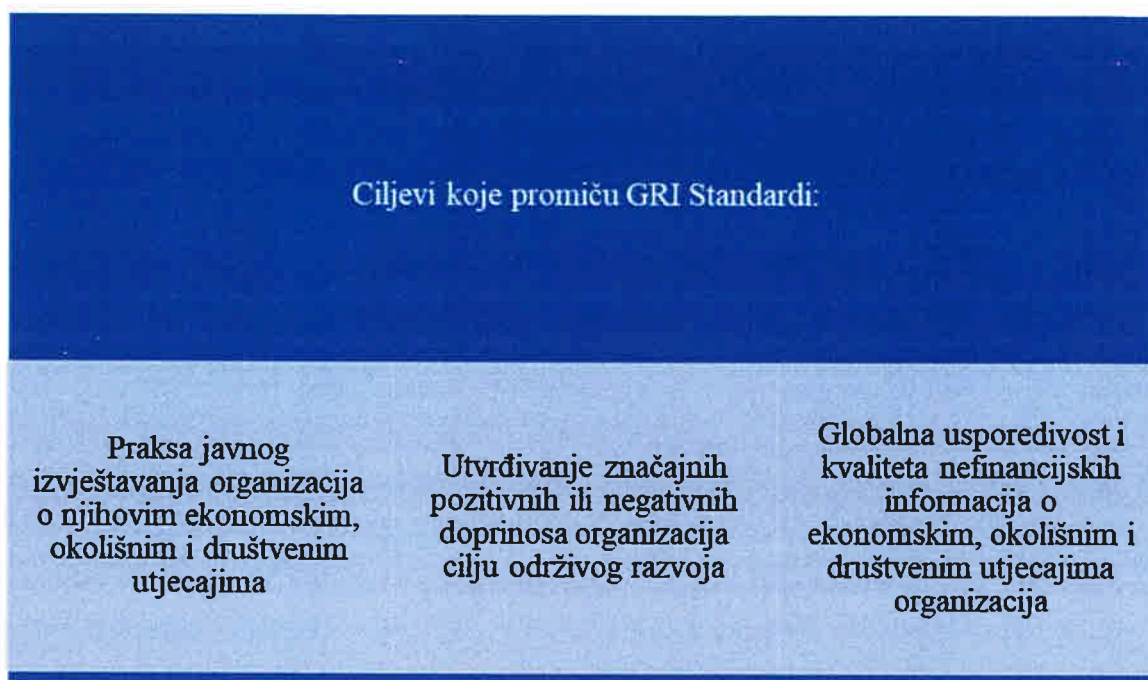 Ciljevi koje promiču GRI Standardi:
Praksa javnog
izvještavanja organizacija
o njihovim ekonomskim,
okolišnim i društvenim
utjecajima
Utvrđivanje značajnih
pozitivnih ili negativnih
doprinosa organizacija
cilju održivog razvoja
Globalna usporedivost i
kvaliteta nefinancijskih
informacija o
ekonomskim, okolišnim i
društvenim utjecajima
organizacija